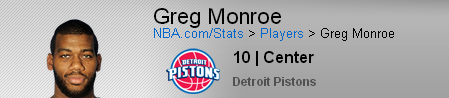 Greg Monroe
NBA.com/Stats > Players > Greg Monroe
DETROIT
PISTONS
10 | Center
Detroit Pistons